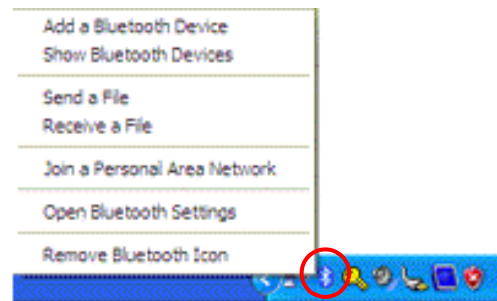 Add a Bluetooth Device
Show Bluetooth Devices
Send a File
Receive a File
Join a Personal Area Network
Open Bluetooth Settings
Remove Bluetooth Icon